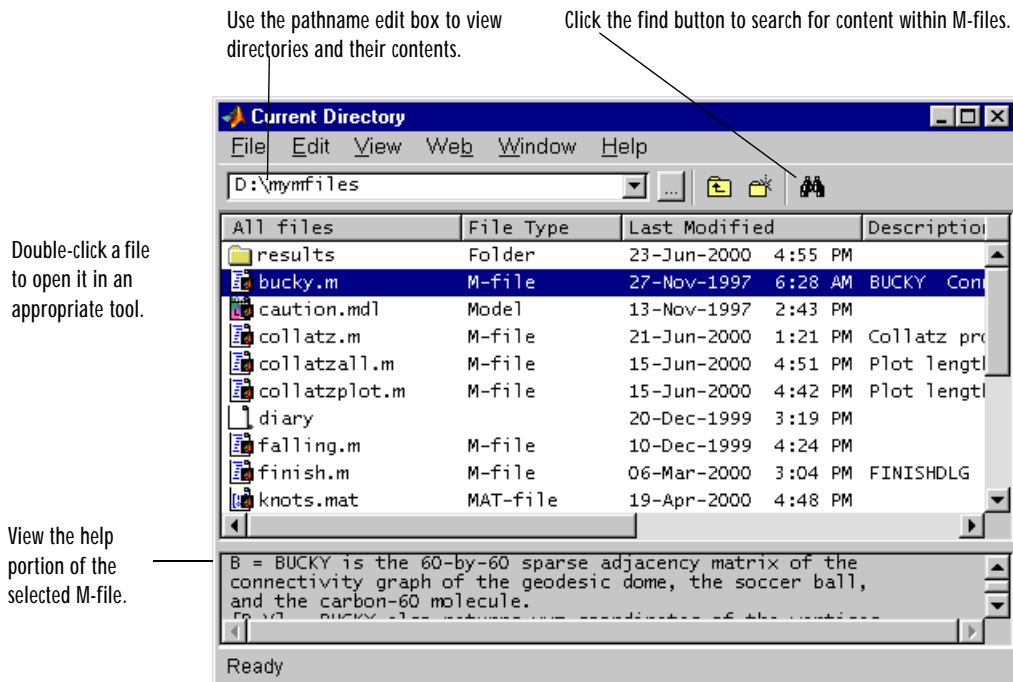 Use the pathname edit box to view
directories and their contents.
Click the find button to search for content within M-files.
Current Directory
File Edit View Web Window Help
D:\mymfiles ...
All files File Type Last Modified Description
results Folder 23-Jun-2000 4:55 PM
bucky.m M-file 27-Nov-1997 6:28 AM BUCKY Con
caution.mdl Model 13-Nov-1997 2:43 PM
collatz.m M-file 21-Jun-2000 1:21 PM Collatz pro
collatzall.m M-file 15-Jun-2000 4:51 PM Plot lengt
collatzplot.m M-file 15-Jun-2000 4:42 PM Plot lengt
diary 20-Dec-1999 3:19 PM
falling.m M-file 10-Dec-1999 4:24 PM
finish.m M-file 06-Mar-2000 3:04 PM FINISHDLG
knots.mat MAT-file 19-Apr-2000 4:48 PM
Double-click a file
to open it in an
appropriate tool.
B = BUCKY is the 60-by-60 sparse adjacency matrix of the
connectivity graph of the geodesic dome, the soccer ball,
and the carbon-60 molecule.
View the help
portion of the
selected M-file.
Ready